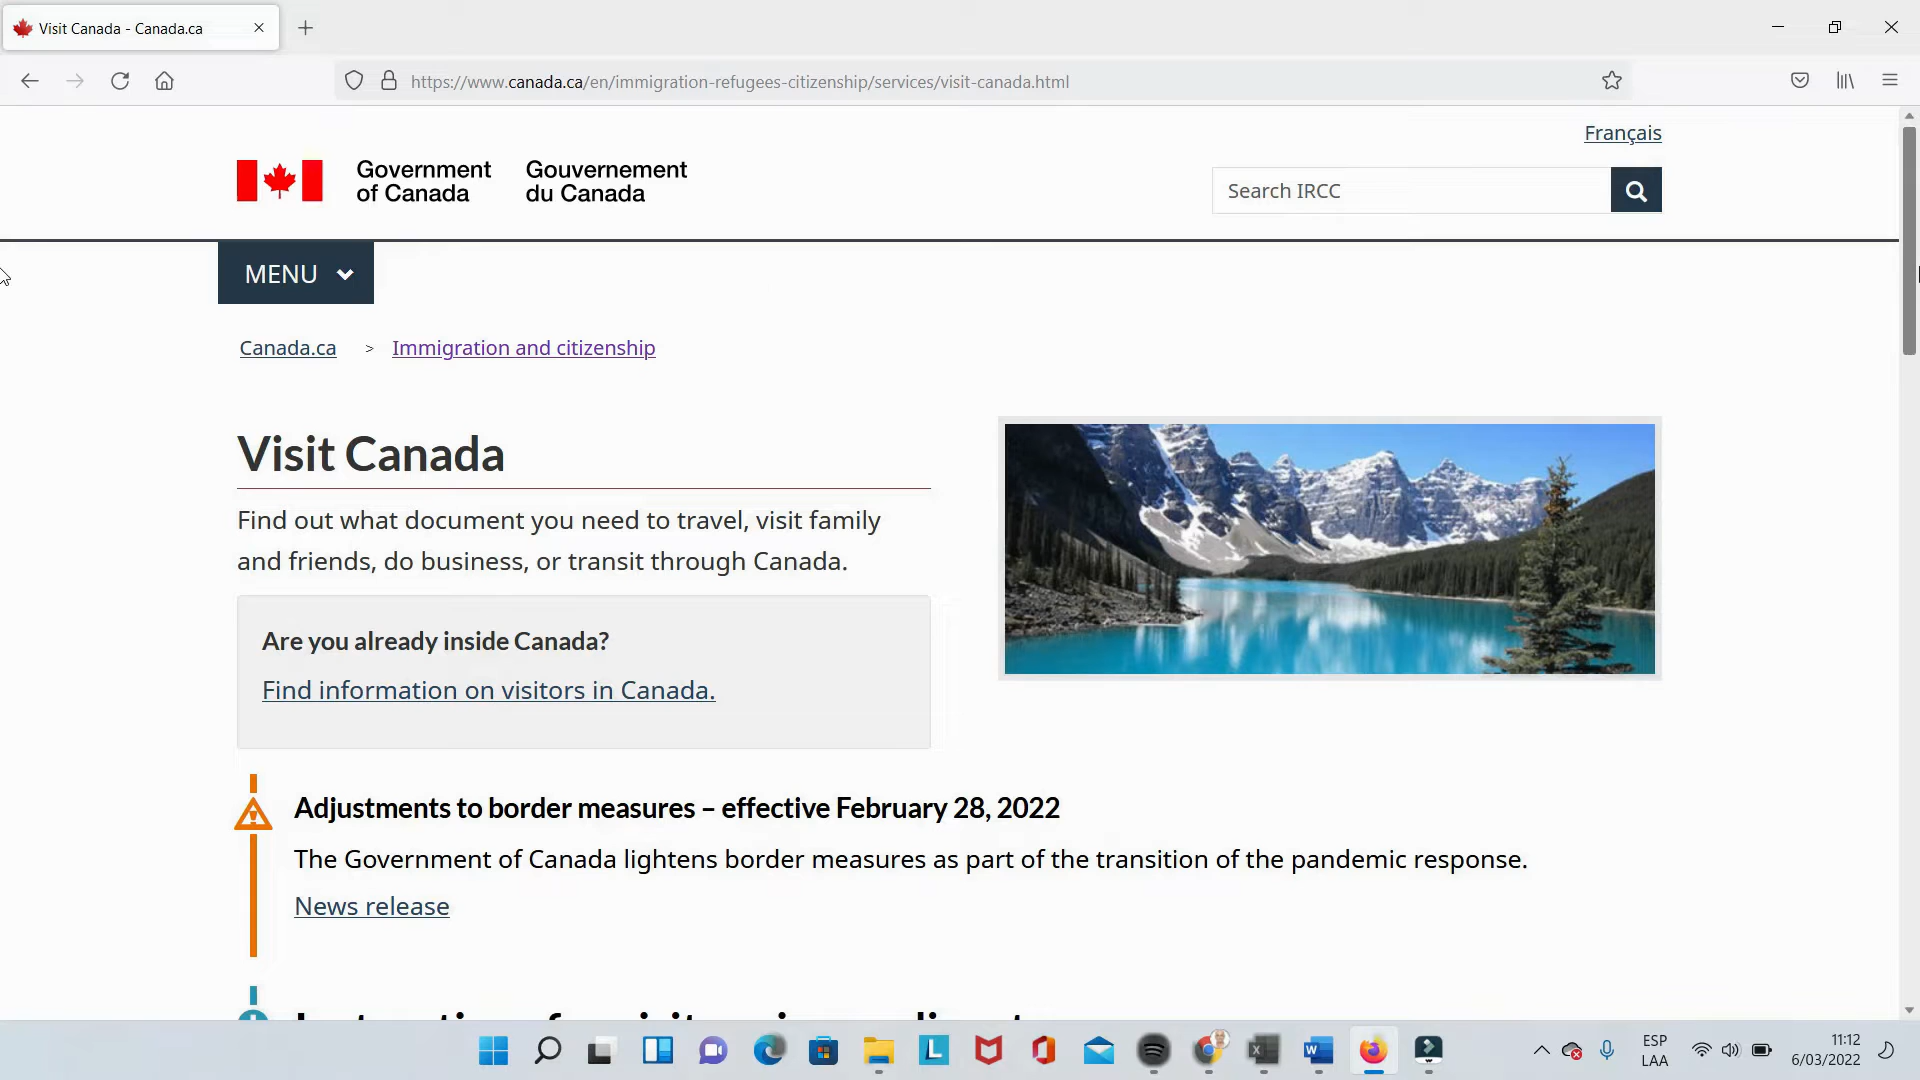 Visit Canada - Canada.ca
https://www.canada.ca/en/immigration-refugees-citizenship/services/visit-canada.html
Français
Government of Canada
Gouvernement du Canada
Search IRCC
MENU
Canada.ca > Immigration and citizenship
Visit Canada
Find out what document you need to travel, visit family
and friends, do business, or transit through Canada.
Are you already inside Canada?
Find information on visitors in Canada.
Adjustments to border measures – effective February 28, 2022
The Government of Canada lightens border measures as part of the transition of the pandemic response.
News release
ESP
LAA
11:12
6/03/2022